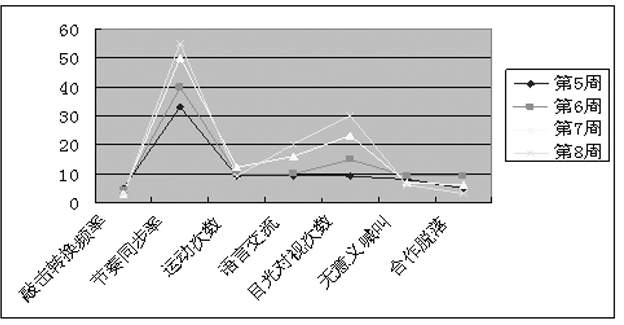 60
50
40
30
20
10
0
敲击转换频率
节奏同步率
运动次数
语言交流
目光对视次数
无意义喊叫
合作脱落
第5周
第6周
第7周
第8周